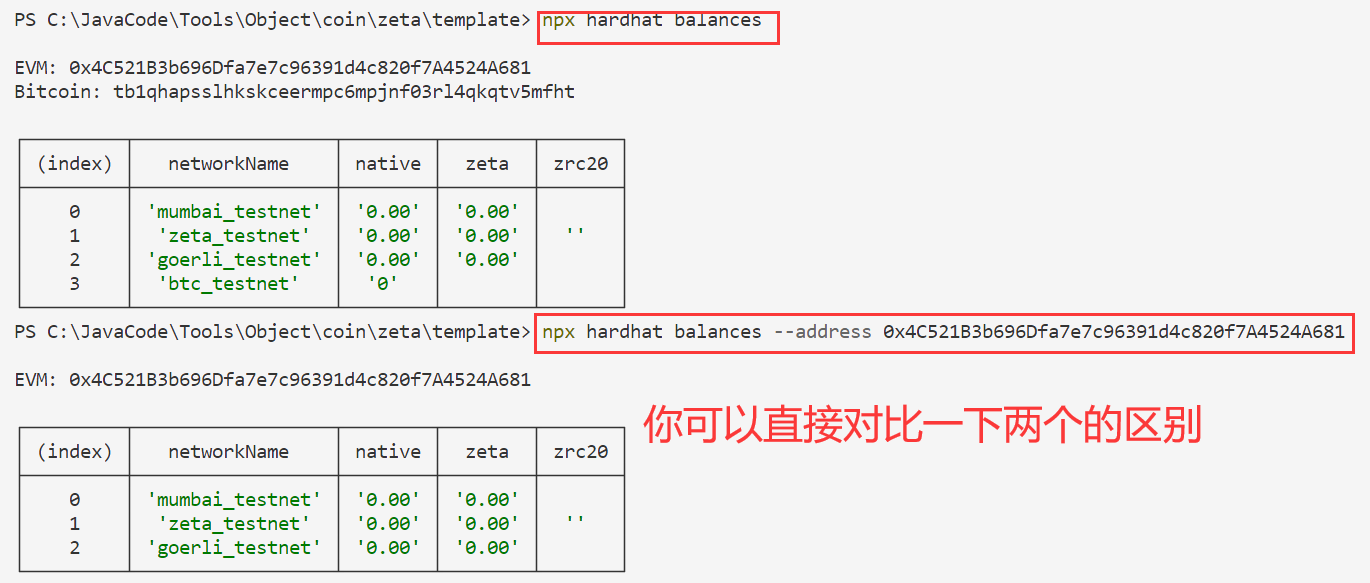 PS C:\JavaCode\Tools\Object\coin\zeta\template> npx hardhat balances
EVM: 0x4C521B3b696Dfa7e7c96391d4c820f7A4524A681
Bitcoin: tb1qhapsslhkskceermpc6mpjnf03rl4qkqtv5mfht
(index) networkName native zeta zrc20
0 'mumbai_testnet' '0.00' '0.00'
1 'zeta_testnet' '0.00' '0.00' ''
2 'goerli_testnet' '0.00' '0.00'
3 'btc_testnet' '0'
PS C:\JavaCode\Tools\Object\coin\zeta\template> npx hardhat balances --address 0x4C521B3b696Dfa7e7c96391d4c820f7A4524A681
EVM: 0x4C521B3b696Dfa7e7c96391d4c820f7A4524A681
你可以直接对比一下两个的区别
(index) networkName native zeta zrc20
0 'mumbai_testnet' '0.00' '0.00'
1 'zeta_testnet' '0.00' '0.00' ''
2 'goerli_testnet' '0.00' '0.00'